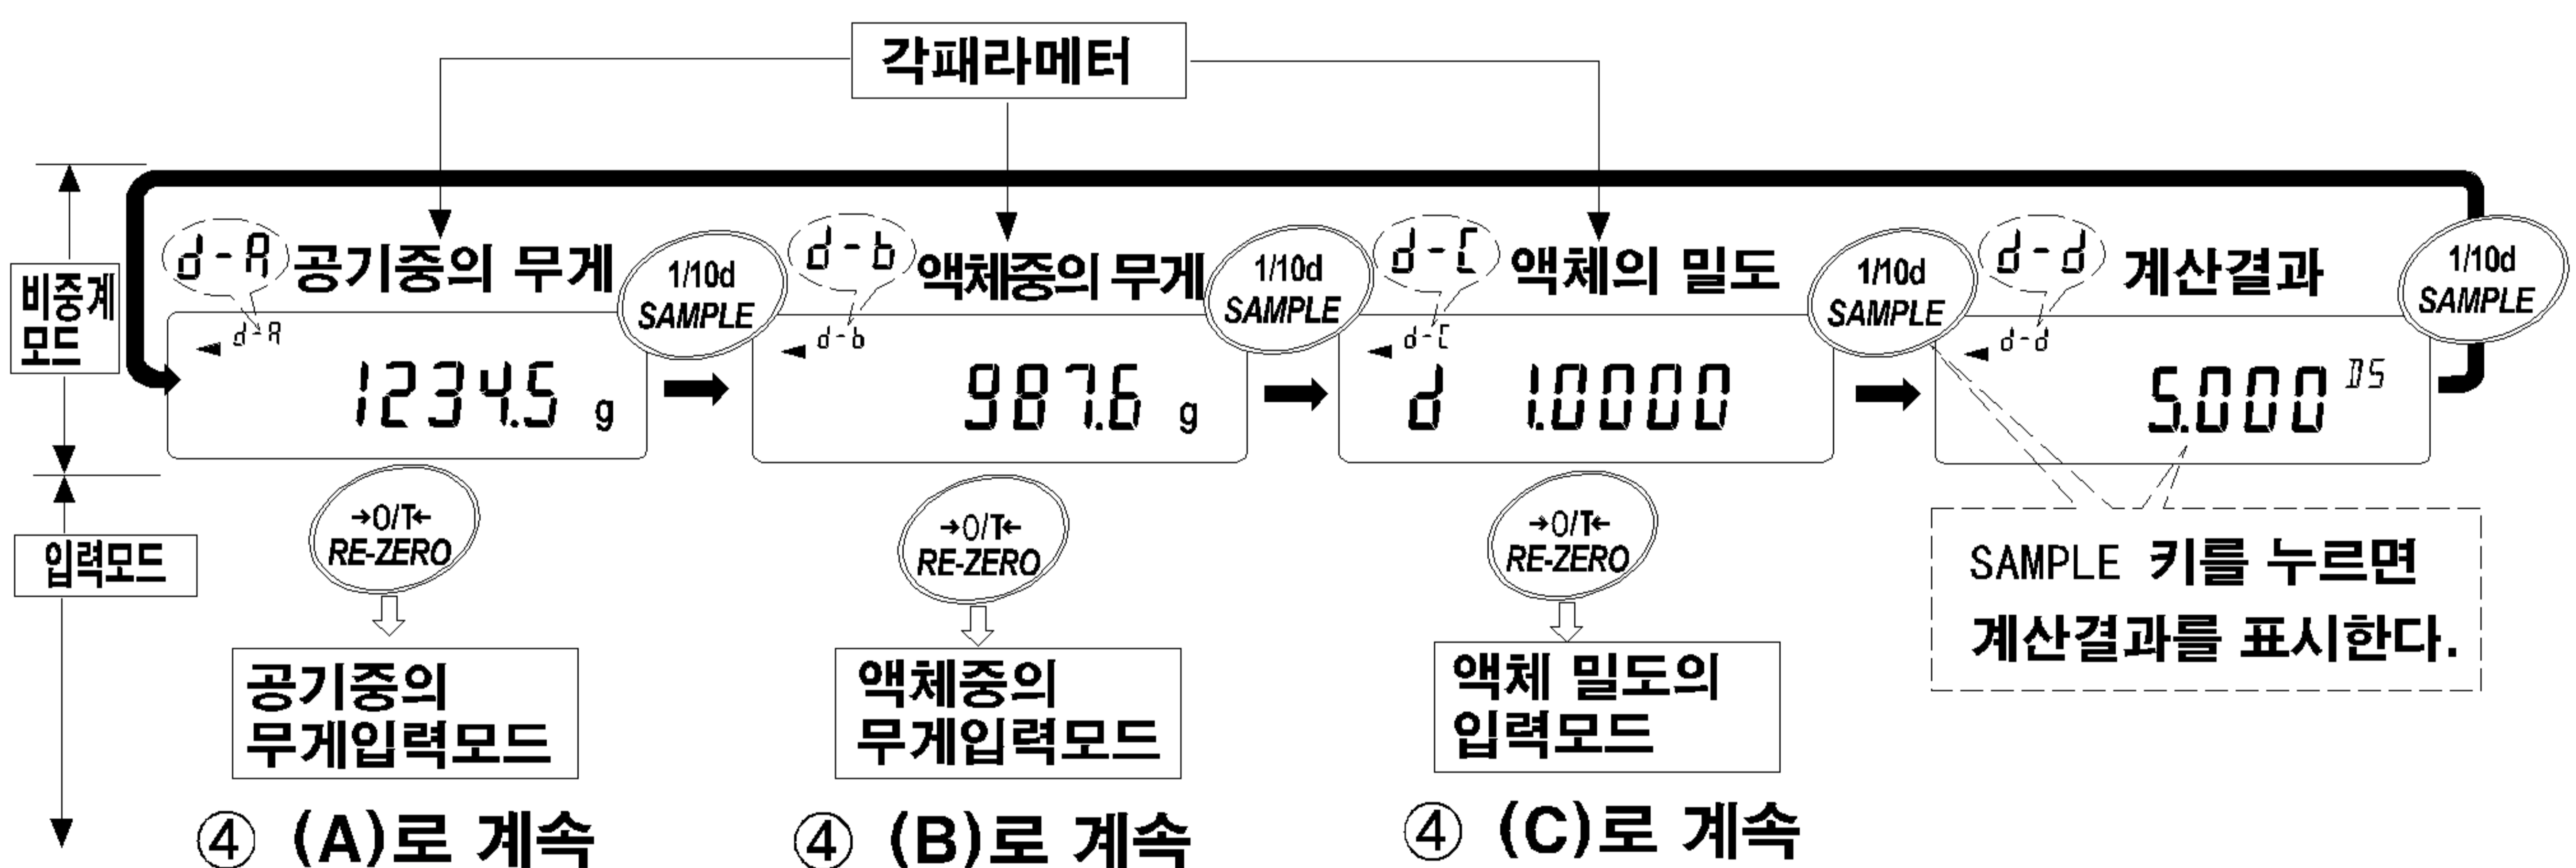 각패라메터
비중계
모드
d-A 공기중의 무게
d-A
1234.5 g
1/10d
SAMPLE
d-b 액체중의 무게
d-b
987.6 g
1/10d
SAMPLE
d-C 액체의 밀도
d-C
d 1.0000
1/10d
SAMPLE
d-d 계산결과
d-d
5.000 DS
1/10d
SAMPLE
입력모드
→0/T←
RE-ZERO
공기중의
무게입력모드
④ (A)로 계속
→0/T←
RE-ZERO
액체중의
무게입력모드
④ (B)로 계속
→0/T←
RE-ZERO
액체 밀도의
입력모드
④ (C)로 계속
SAMPLE 키를 누르면
계산결과를 표시한다.